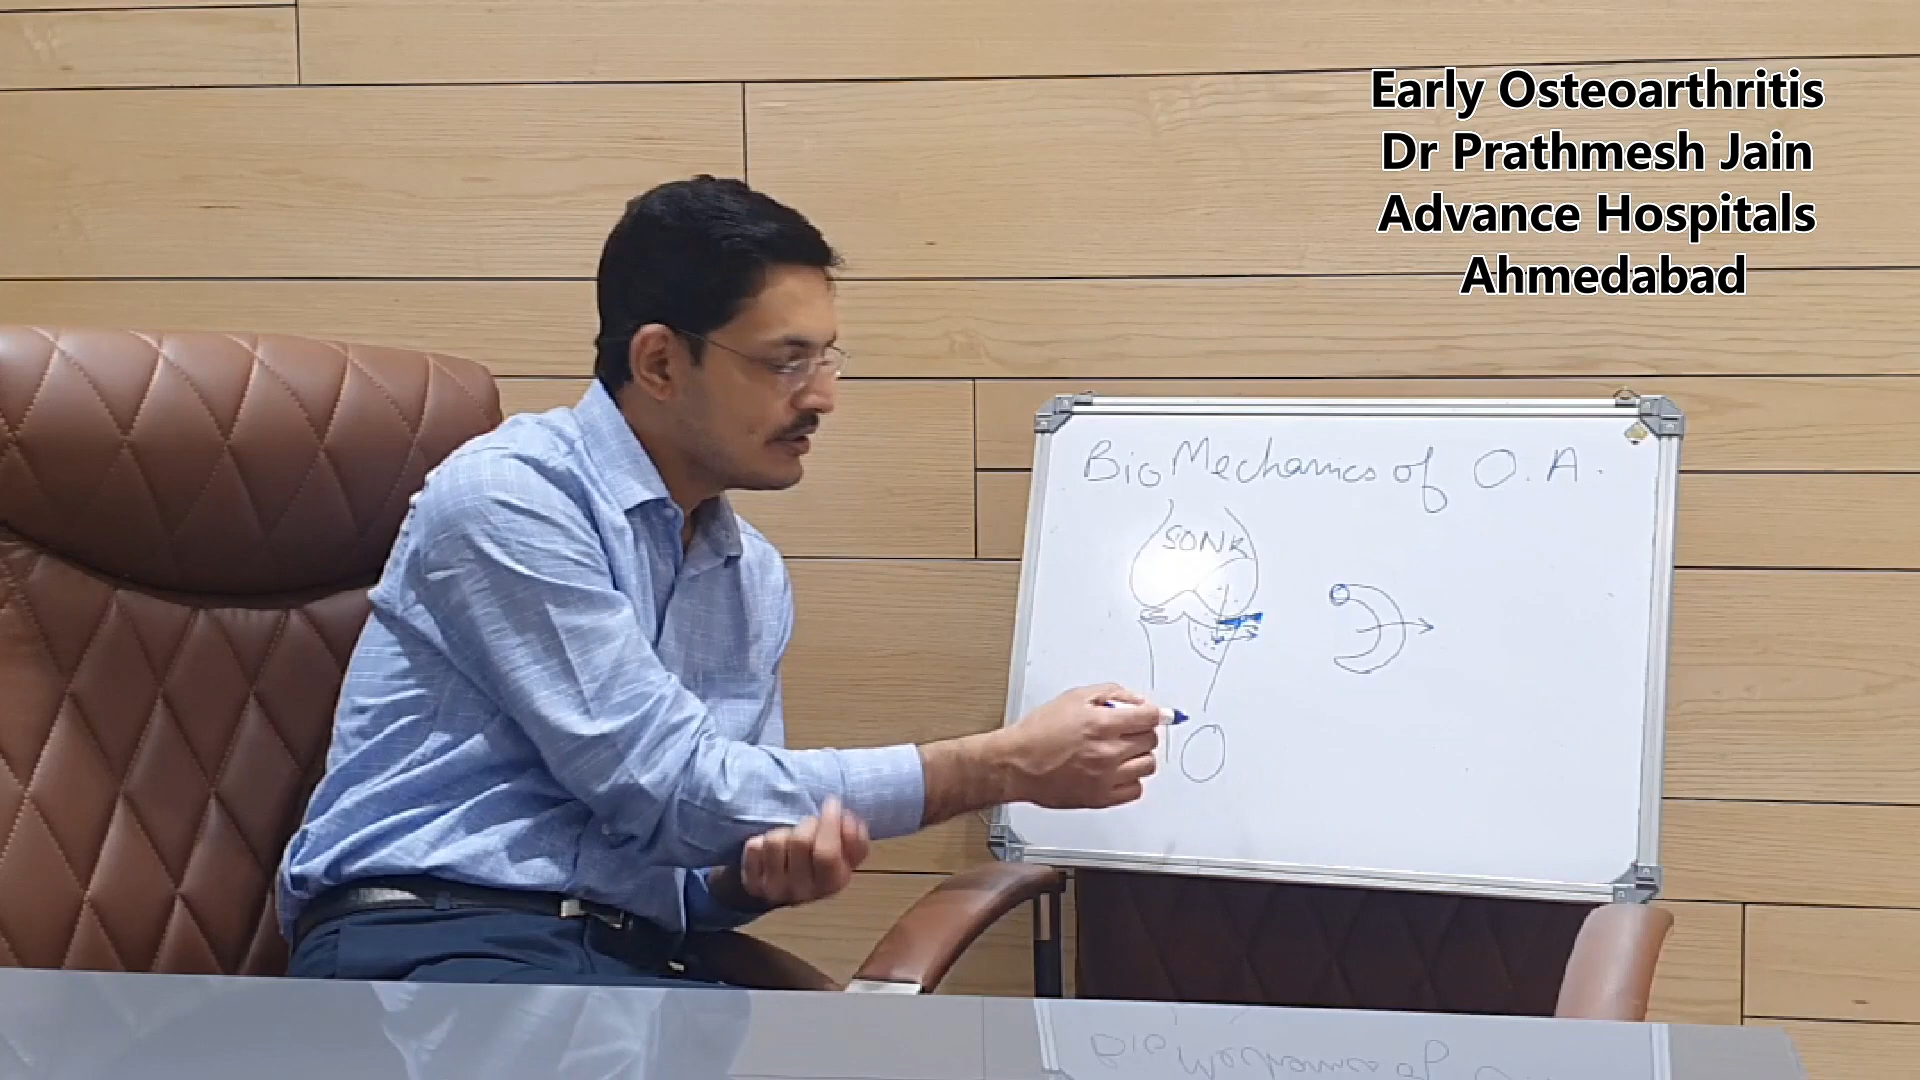 Early Osteoarthritis
Dr Prathmesh Jain
Advance Hospitals
Ahmedabad
BioMechanics of O.A.
SONK